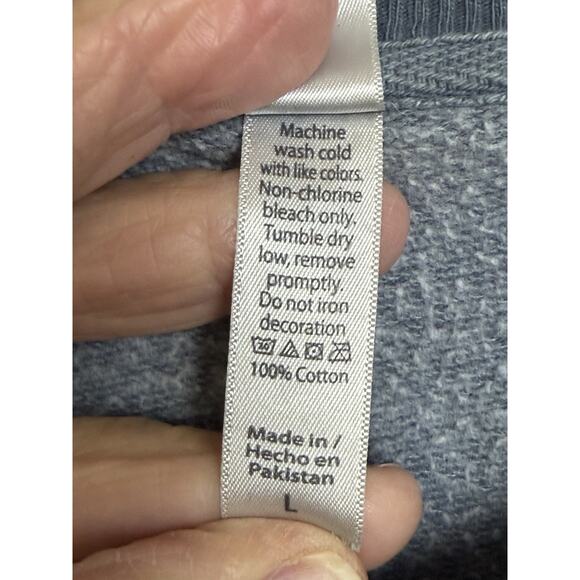 Machine
wash cold
with like colors.
Non-chlorine
bleach only.
Tumble dry
low, remove
promptly.
Do not iron
decoration
30
100% Cotton
Made in/
Hecho en
Pakistan
L